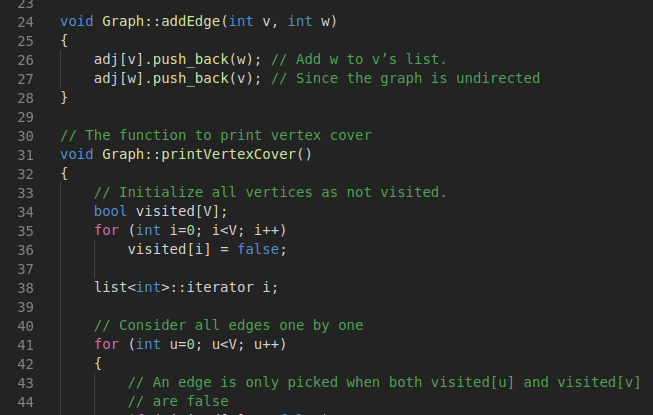 23
24 void Graph::addEdge(int v, int w)
25 {
26 adj[v].push_back(w); // Add w to v’s list.
27 adj[w].push_back(v); // Since the graph is undirected
28 }
29
30 // The function to print vertex cover
31 void Graph::printVertexCover()
32 {
33 // Initialize all vertices as not visited.
34 bool visited[V];
35 for (int i=0; i<V; i++)
36 visited[i] = false;
37
38 list<int>::iterator i;
39
40 // Consider all edges one by one
41 for (int u=0; u<V; u++)
42 {
43 // An edge is only picked when both visited[u] and visited[v]
44 // are false